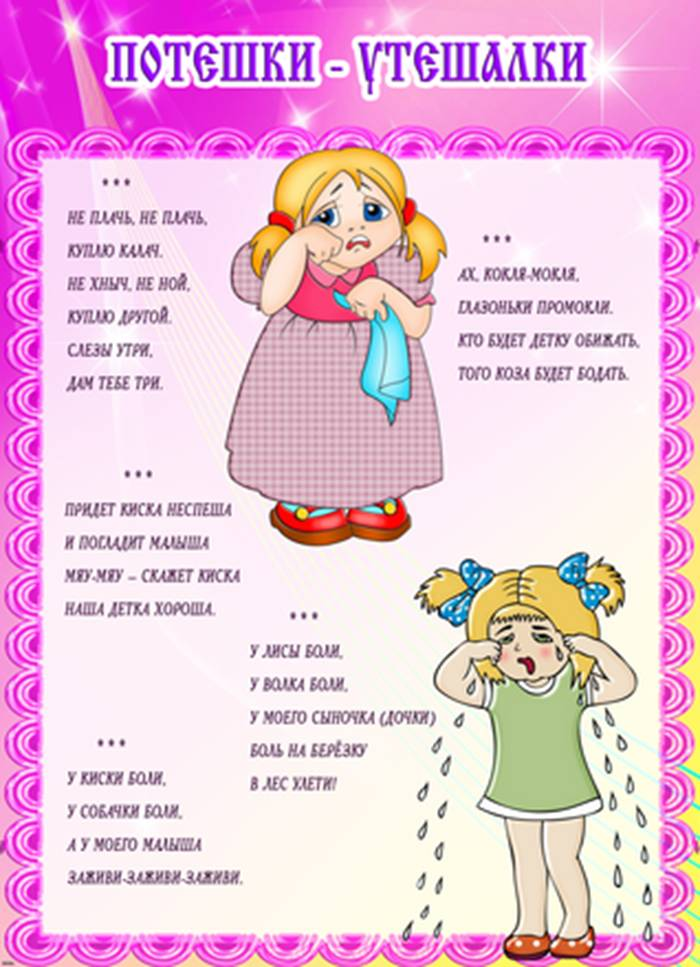 ПОТЕШКИ - УТЕШАЛКИ
***
НЕ ПЛАЧЬ, НЕ ПЛАЧЬ,
КУПЛЮ КАЛАЧ.
НЕ ХНЫЧ, НЕ НОЙ,
КУПЛЮ ДРУГОЙ.
СЛЕЗЫ УТРИ,
ДАМ ТЕБЕ ТРИ.
***
АХ, КОКЛЯ-МОКЛЯ,
ГЛАЗОНЬКИ ПРОМОКЛИ.
КТО БУДЕТ ДЕТКУ ОБИЖАТЬ,
ТОГО КОЗА БУДЕТ БОДАТЬ.
***
ПРИДЕТ КИСКА НЕСПЕША
И ПОГЛАДИТ МАЛЫША
МЯУ-МЯУ – СКАЖЕТ КИСКА
НАША ДЕТКА ХОРОША.
***
У ЛИСЫ БОЛИ,
У ВОЛКА БОЛИ,
У МОЕГО СЫНОЧКА (ДОЧКИ)
БОЛЬ НА БЕРЁЗКУ
В ЛЕС УЛЕТИ!
***
У КИСКИ БОЛИ,
У СОБАЧКИ БОЛИ,
А У МОЕГО МАЛЫША
ЗАЖИВИ-ЗАЖИВИ-ЗАЖИВИ.